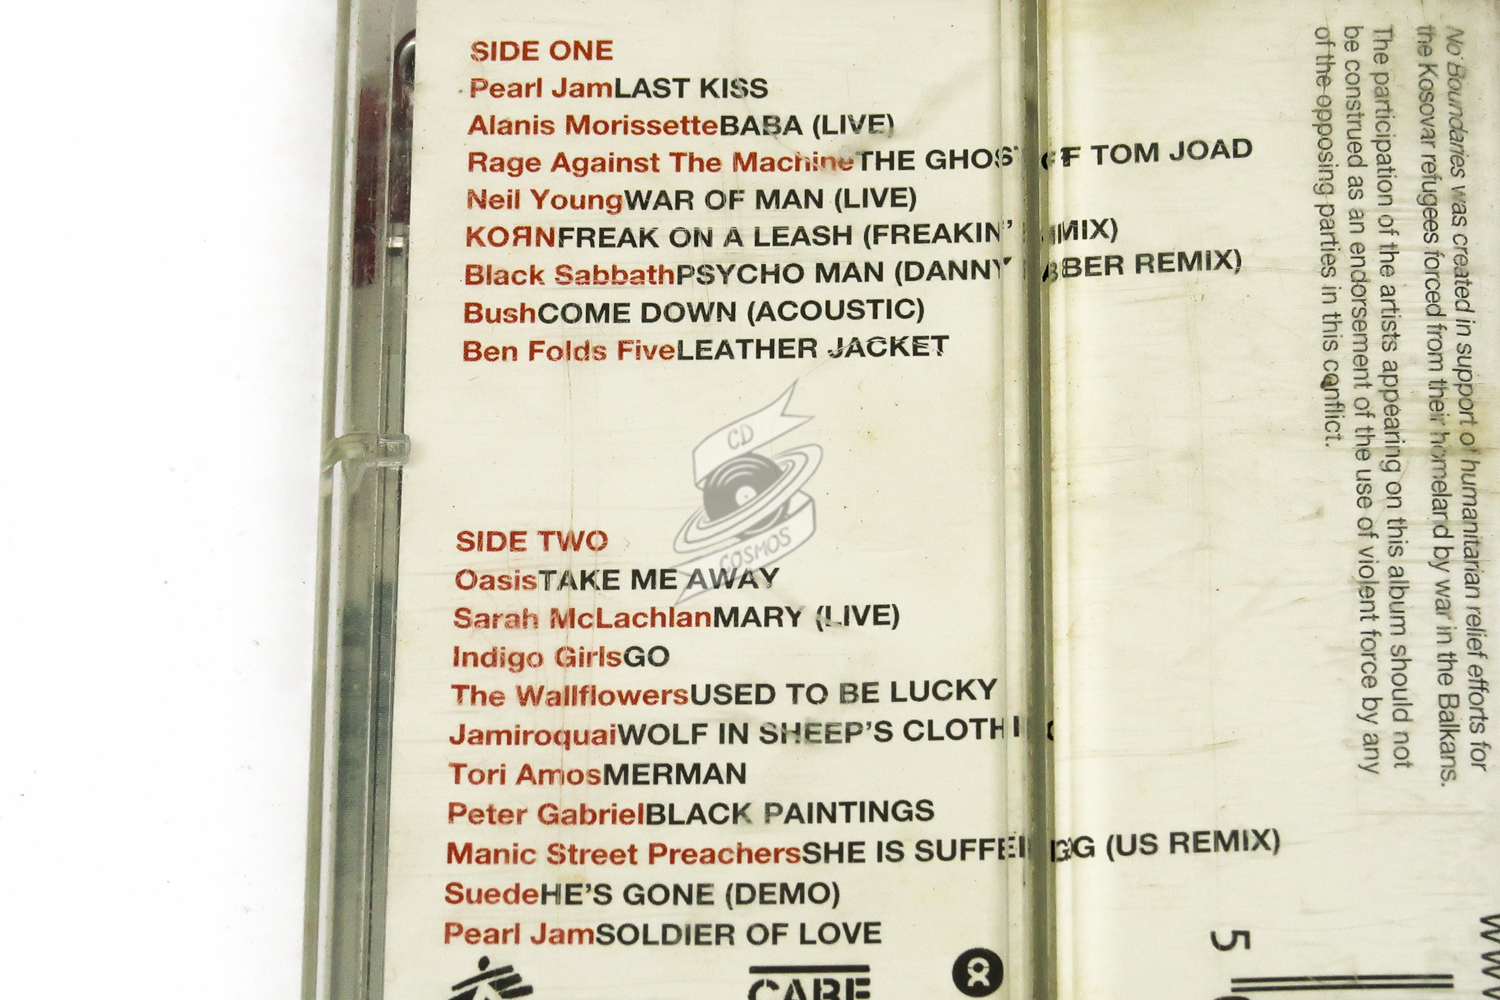 SIDE ONE
Pearl JamLAST KISS
Alanis MorissetteBABA (LIVE)
Rage Against The MachineTHE GHOST OF TOM JOAD
Neil YoungWAR OF MAN (LIVE)
KOЯNFREAK ON A LEASH (FREAKIN'
Black SabbathPSYCHO MAN (DANNY REMIX)
BushCOME DOWN (ACOUSTIC)
Ben Folds FiveLEATHER JACKET
CD
COSMOS
SIDE TWO
OasisTAKE ME AWAY
Sarah McLachlanMARY (LIVE)
Indigo GirlsGO
The WallflowersUSED TO BE LUCKY
JamiroquaiWOLF IN SHEEP'S CLOTHING
Tori AmosMERMAN
Peter GabrielBLACK PAINTINGS
Manic Street PreachersSHE IS SUFFERING (US REMIX)
SuedeHE'S GONE (DEMO)
Pearl JamSOLDIER OF LOVE
CARE
No Boundaries was created in support of humanitarian relief efforts for
the Kosovar refugees forced from their homeland by war in the Balkans.
The participation of the artists appearing on this album should not
be construed as an endorsement of the use of violent force by any
of the opposing parties in this conflict.
5